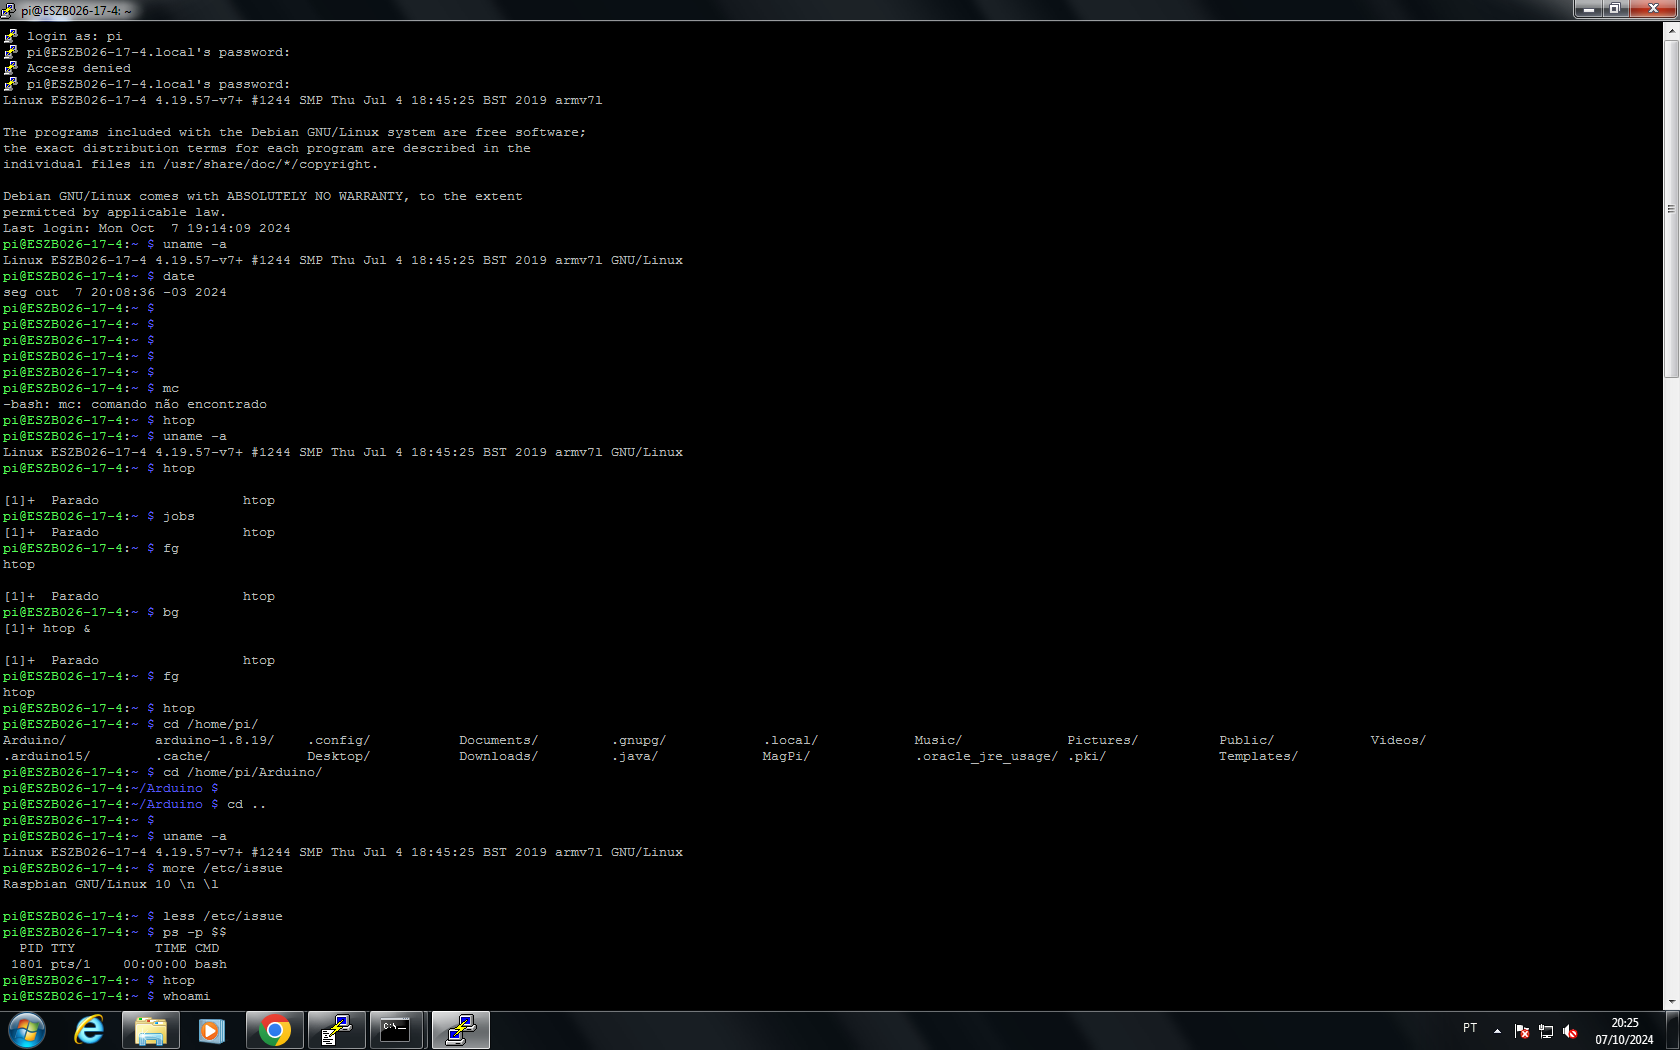 pi@ESZB026-17-4: ~
login as: pi
pi@ESZB026-17-4.local's password:
Access denied
pi@ESZB026-17-4.local's password:
Linux ESZB026-17-4 4.19.57-v7+ #1244 SMP Thu Jul 4 18:45:25 BST 2019 armv7l
The programs included with the Debian GNU/Linux system are free software;
the exact distribution terms for each program are described in the
individual files in /usr/share/doc/*/copyright.
Debian GNU/Linux comes with ABSOLUTELY NO WARRANTY, to the extent
permitted by applicable law.
Last login: Mon Oct  7 19:14:09 2024
pi@ESZB026-17-4:~ $ uname -a
Linux ESZB026-17-4 4.19.57-v7+ #1244 SMP Thu Jul 4 18:45:25 BST 2019 armv7l GNU/Linux
pi@ESZB026-17-4:~ $ date
seg out  7 20:08:36 -03 2024
pi@ESZB026-17-4:~ $
pi@ESZB026-17-4:~ $
pi@ESZB026-17-4:~ $
pi@ESZB026-17-4:~ $
pi@ESZB026-17-4:~ $
pi@ESZB026-17-4:~ $ mc
-bash: mc: comando não encontrado
pi@ESZB026-17-4:~ $ htop
pi@ESZB026-17-4:~ $ uname -a
Linux ESZB026-17-4 4.19.57-v7+ #1244 SMP Thu Jul 4 18:45:25 BST 2019 armv7l GNU/Linux
pi@ESZB026-17-4:~ $ htop
[1]+  Parado                  htop
pi@ESZB026-17-4:~ $ jobs
[1]+  Parado                  htop
pi@ESZB026-17-4:~ $ fg
htop
[1]+  Parado                  htop
pi@ESZB026-17-4:~ $ bg
[1]+ htop &
[1]+  Parado                  htop
pi@ESZB026-17-4:~ $ fg
htop
pi@ESZB026-17-4:~ $ htop
pi@ESZB026-17-4:~ $ cd /home/pi/
Arduino/           arduino-1.8.19/    .config/           Documents/         .gnupg/            .local/            Music/             Pictures/          Public/            Videos/
.arduino15/        .cache/            Desktop/           Downloads/         .java/             MagPi/             .oracle_jre_usage/ .pki/              Templates/
pi@ESZB026-17-4:~ $ cd /home/pi/Arduino/
pi@ESZB026-17-4:~/Arduino $
pi@ESZB026-17-4:~/Arduino $ cd ..
pi@ESZB026-17-4:~ $
pi@ESZB026-17-4:~ $ uname -a
Linux ESZB026-17-4 4.19.57-v7+ #1244 SMP Thu Jul 4 18:45:25 BST 2019 armv7l GNU/Linux
pi@ESZB026-17-4:~ $ more /etc/issue
Raspbian GNU/Linux 10 \n \l
pi@ESZB026-17-4:~ $ less /etc/issue
pi@ESZB026-17-4:~ $ ps -p $$
  PID TTY          TIME CMD
 1801 pts/1    00:00:00 bash
pi@ESZB026-17-4:~ $ htop
pi@ESZB026-17-4:~ $ whoami
C:\
PT
20:25
07/10/2024